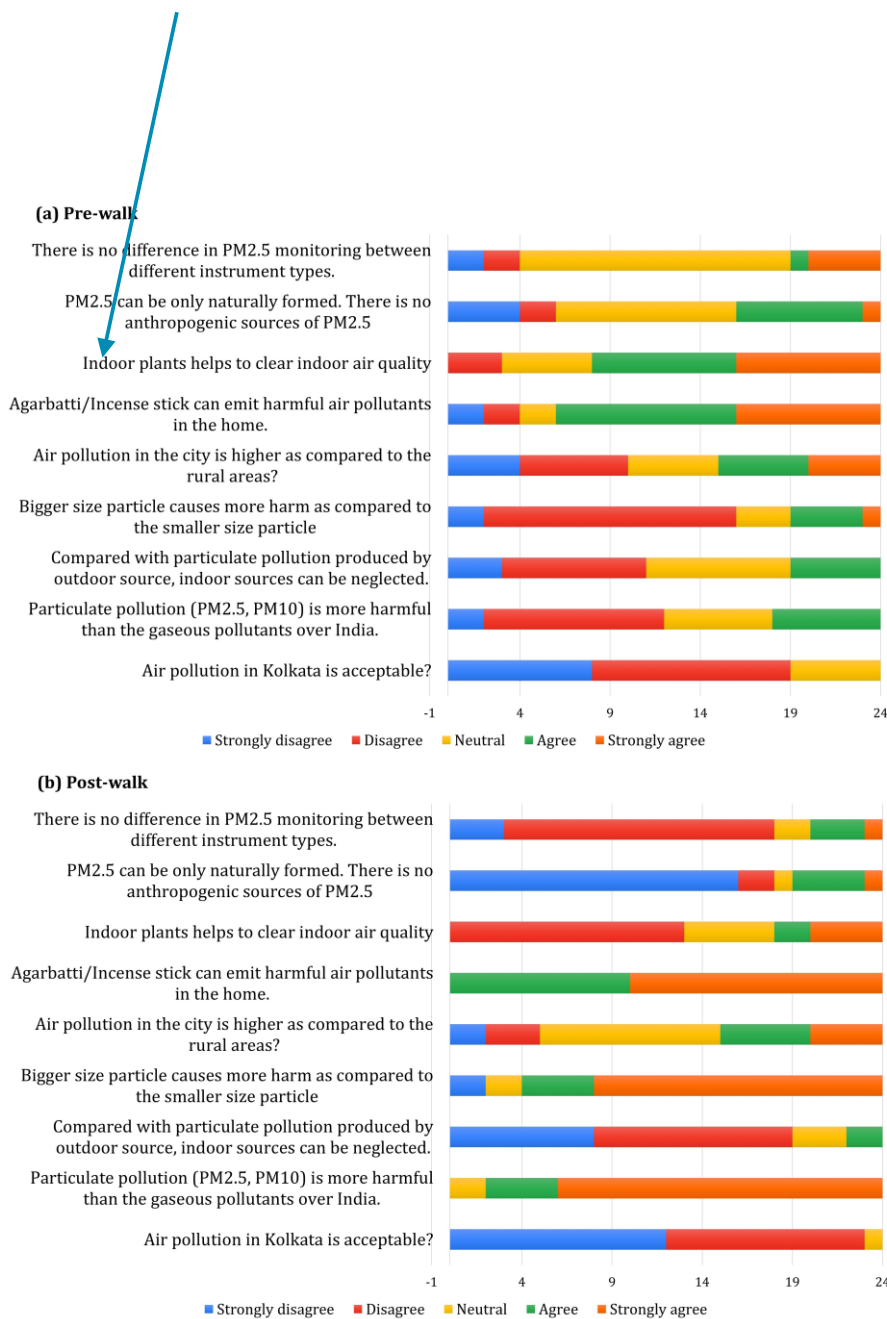 (a) Pre-walk
There is no difference in PM2.5 monitoring between
different instrument types.
PM2.5 can be only naturally formed. There is no
anthropogenic sources of PM2.5
Indoor plants helps to clear indoor air quality
Agarbatti/Incense stick can emit harmful air pollutants
in the home.
Air pollution in the city is higher as compared to the
rural areas?
Bigger size particle causes more harm as compared to
the smaller size particle
Compared with particulate pollution produced by
outdoor source, indoor sources can be neglected.
Particulate pollution (PM2.5, PM10) is more harmful
than the gaseous pollutants over India.
Air pollution in Kolkata is acceptable?
-1 4 9 14 19 24
Strongly disagree Disagree Neutral Agree Strongly agree
(b) Post-walk
There is no difference in PM2.5 monitoring between
different instrument types.
PM2.5 can be only naturally formed. There is no
anthropogenic sources of PM2.5
Indoor plants helps to clear indoor air quality
Agarbatti/Incense stick can emit harmful air pollutants
in the home.
Air pollution in the city is higher as compared to the
rural areas?
Bigger size particle causes more harm as compared to
the smaller size particle
Compared with particulate pollution produced by
outdoor source, indoor sources can be neglected.
Particulate pollution (PM2.5, PM10) is more harmful
than the gaseous pollutants over India.
Air pollution in Kolkata is acceptable?
-1 4 9 14 19 24
Strongly disagree Disagree Neutral Agree Strongly agree